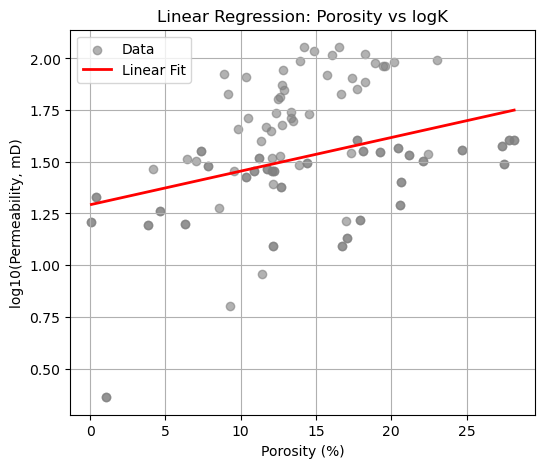 Linear Regression: Porosity vs logK
Data
Linear Fit
log10(Permeability, mD)
2.00
1.75
1.50
1.25
1.00
0.75
0.50
0
5
10
15
20
25
Porosity (%)